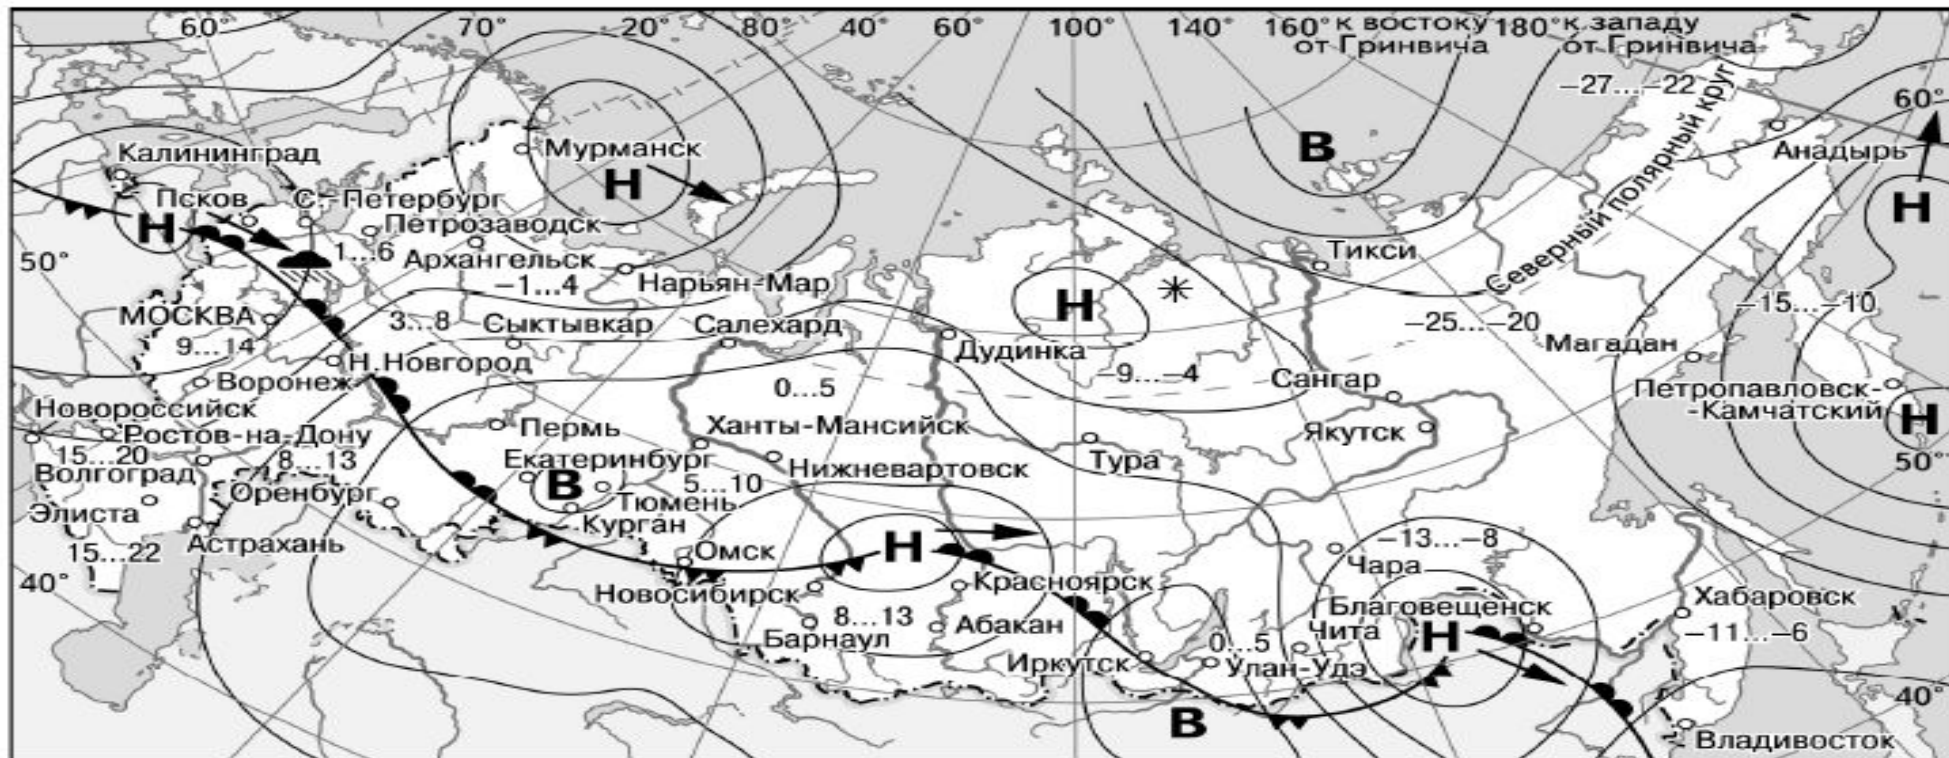 60° 70° 20° 80° 40° 60° 100° 140° 160° к востоку от Гринвича 180° к западу от Гринвича
−27...−22
60°
Северный полярный круг
Анадырь
Калининград
Мурманск
В
Н
Н
Псков
С.-Петербург
Петрозаводск
Н
1...6
Архангельск
−1...4
Нарьян-Мар
Тикси
50°
Н
−15...−10
МОСКВА
3...8
Сыктывкар
Салехард
−25...−20
9...14
Дудинка
Магадан
Н.Новгород
9...−4
Сангар
Воронеж
0...5
Петропавловск-
-Камчатский
Н
Новороссийск
Ростов-на-Дону
Пермь
Ханты-Мансийск
Якутск
15...20
8...13
Тура
50°
Волгоград
Екатеринбург
Нижневартовск
В
5...10
Оренбург
Тюмень
Элиста
Курган
Астрахань
15...22
Омск
Н
−13...−8
Чара
40°
Новосибирск
Красноярск
Хабаровск
8...13
Благовещенск
Барнаул
Абакан
Чита
Н
−11...−6
0...5
Иркутск
Улан-Удэ
40°
В
Владивосток